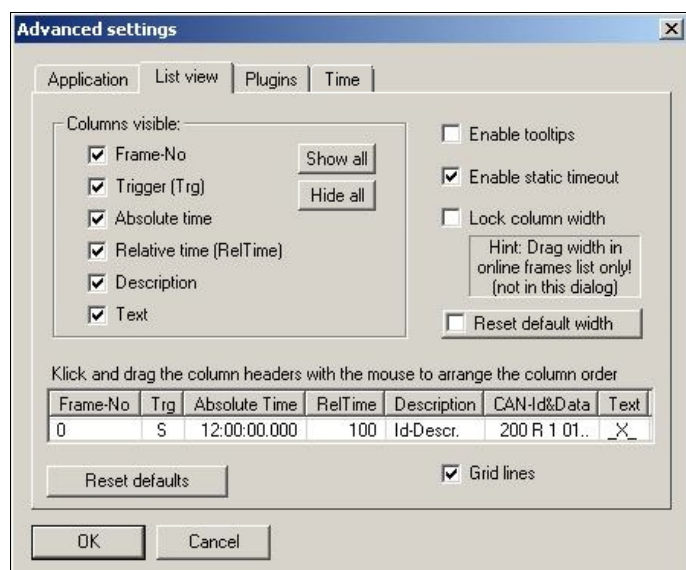 Advanced settings
Application List view Plugins Time
Columns visible:
Frame-No
Trigger (Trg)
Absolute time
Relative time (RelTime)
Description
Text
Show all
Hide all
Enable tooltips
Enable static timeout
Lock column width
Hint: Drag width in
online frames list only!
(not in this dialog)
Reset default width
Klick and drag the column headers with the mouse to arrange the column order
Frame-No Trg Absolute Time RelTime Description CAN-Id&Data Text
0 S 12:00:00.000 100 Id-Descr. 200 R 1 01.. _X_
Reset defaults
Grid lines
OK Cancel